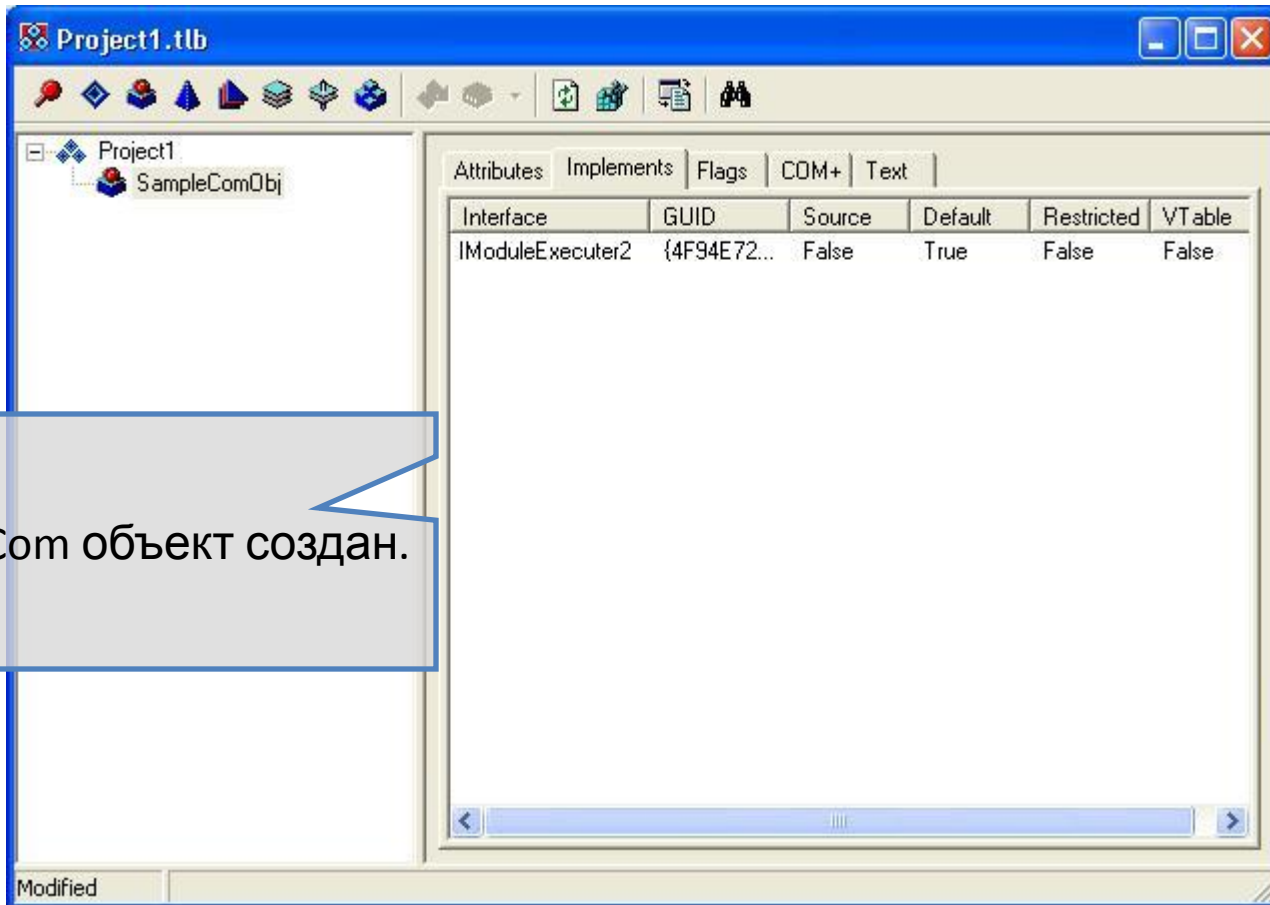 Project1.tlb
Project1
SampleComObj
Attributes Implements Flags COM+ Text
Interface GUID Source Default Restricted VTable
IModuleExecuter2 {4F94E72... False True False False
Com объект создан.
Modified